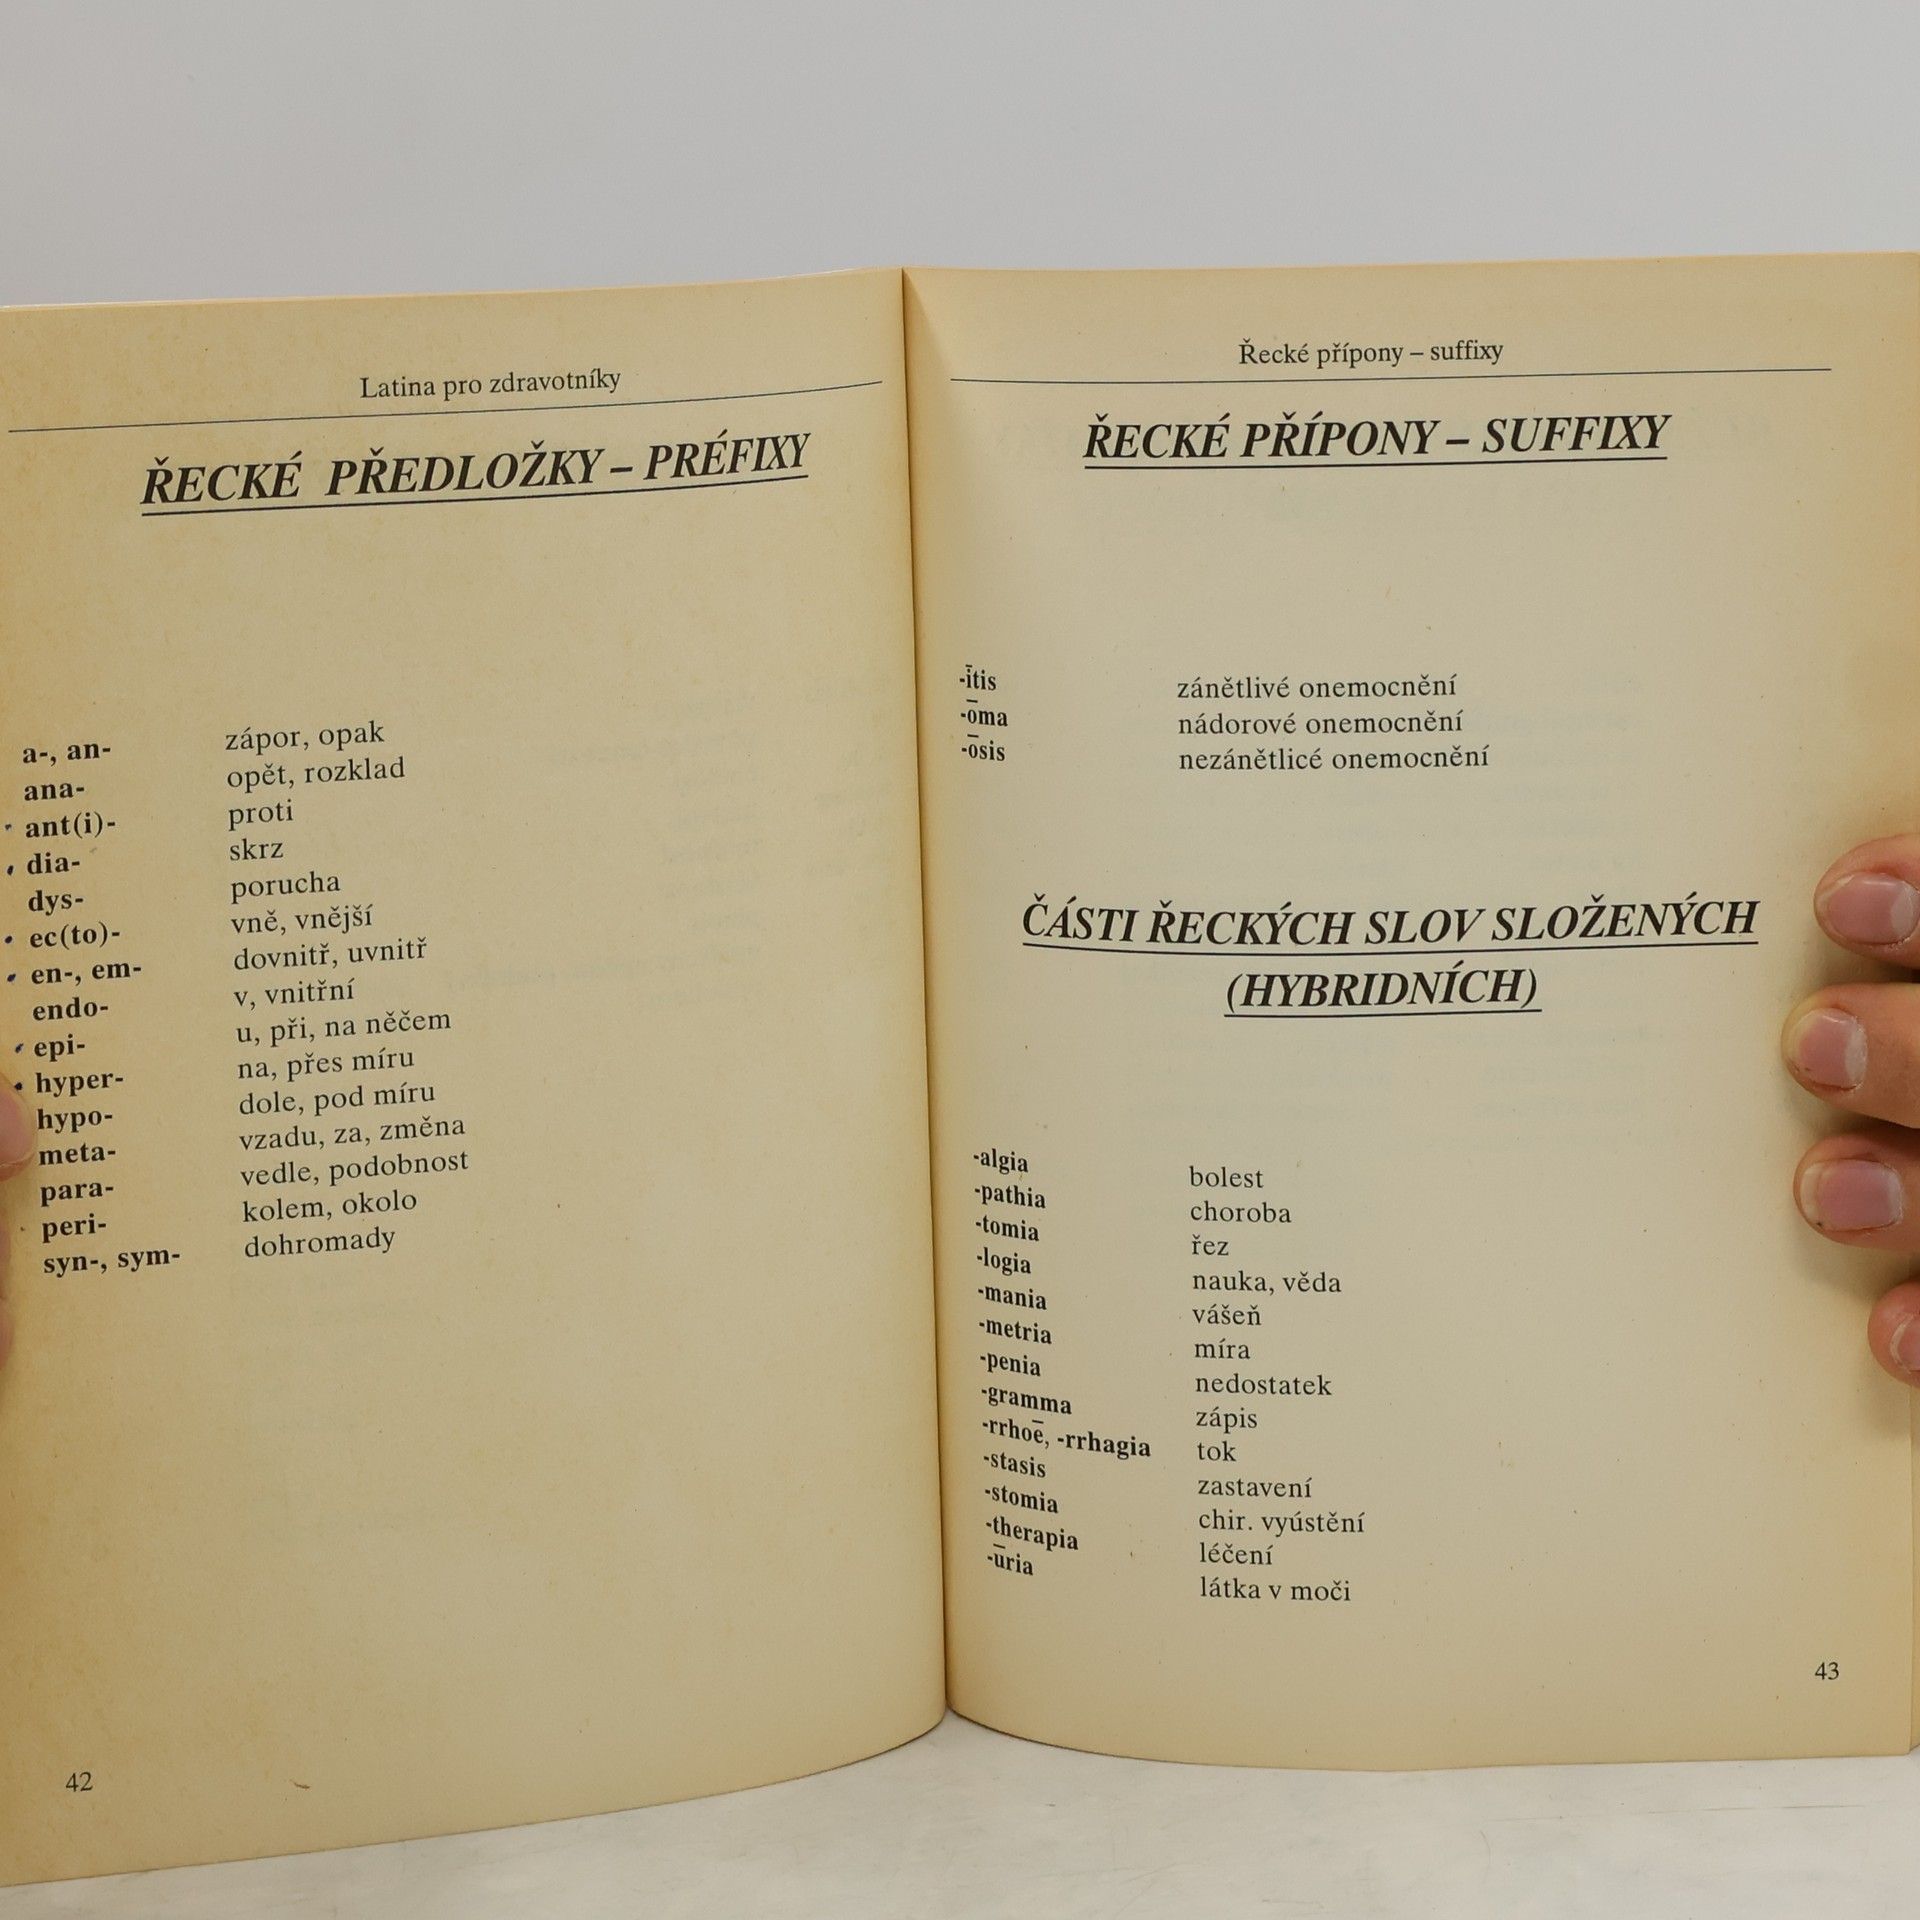 Latina pro zdravotníky
ŘECKÉ PŘEDLOŽKY – PRÉFIXY
a-, an- zápor, opak
ana- opět, rozklad
ant(i)- proti
dia- skrz
dys- porucha
ec(to)- vně, vnější
en-, em- dovnitř, uvnitř
endo- v, vnitřní
epi- u, při, na něčem
hyper- na, přes míru
hypo- dole, pod míru
meta- vzadu, za, změna
para- vedle, podobnost
peri- kolem, okolo
syn-, sym- dohromady
42
Řecké přípony – suffixy
ŘECKÉ PŘÍPONY – SUFFIXY
-ītis zánětlivé onemocnění
-ōma nádorové onemocnění
-ōsis nezánětlicé onemocnění
ČÁSTI ŘECKÝCH SLOV SLOŽENÝCH
(HYBRIDNÍCH)
-algia bolest
-pathia choroba
-tomia řez
-logia nauka, věda
-mania vášeň
-metria míra
-penia nedostatek
-gramma zápis
-rrhoē, -rrhagia tok
-stasis zastavení
-stomia chir. vyústění
-therapia léčení
-ūria látka v moči
43